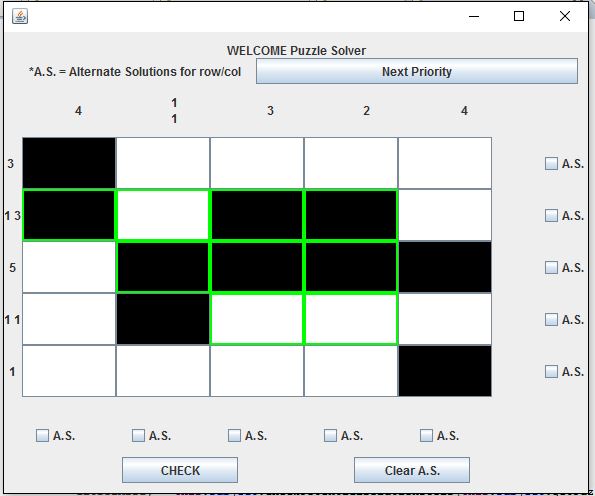 WELCOME Puzzle Solver
*A.S. = Alternate Solutions for row/col
Next Priority
4 1 3 2 4
1
3 A.S.
1 3 A.S.
5 A.S.
1 1 A.S.
1 A.S.
A.S. A.S. A.S. A.S. A.S.
CHECK Clear A.S.